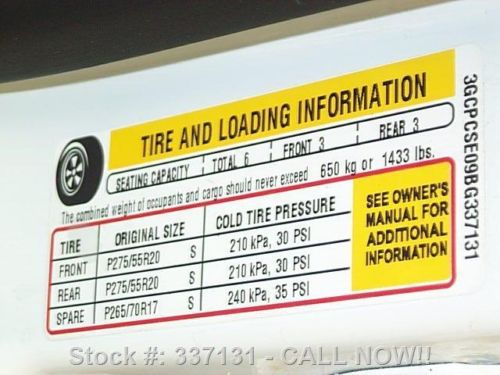 TIRE AND LOADING INFORMATION
SEATING CAPACITY TOTAL 6 FRONT 3 REAR 3
The combined weight of occupants and cargo should never exceed 650 kg or 1433 lbs.
TIRE ORIGINAL SIZE COLD TIRE PRESSURE
FRONT P275/55R20 S 210 kPa, 30 PSI
REAR P275/55R20 S 210 kPa, 30 PSI
SPARE P265/70R17 S 240 kPa, 35 PSI
SEE OWNER'S
MANUAL FOR
ADDITIONAL
INFORMATION
3GCPCSE09BG337131
Stock #: 337131 - CALL NOW!!